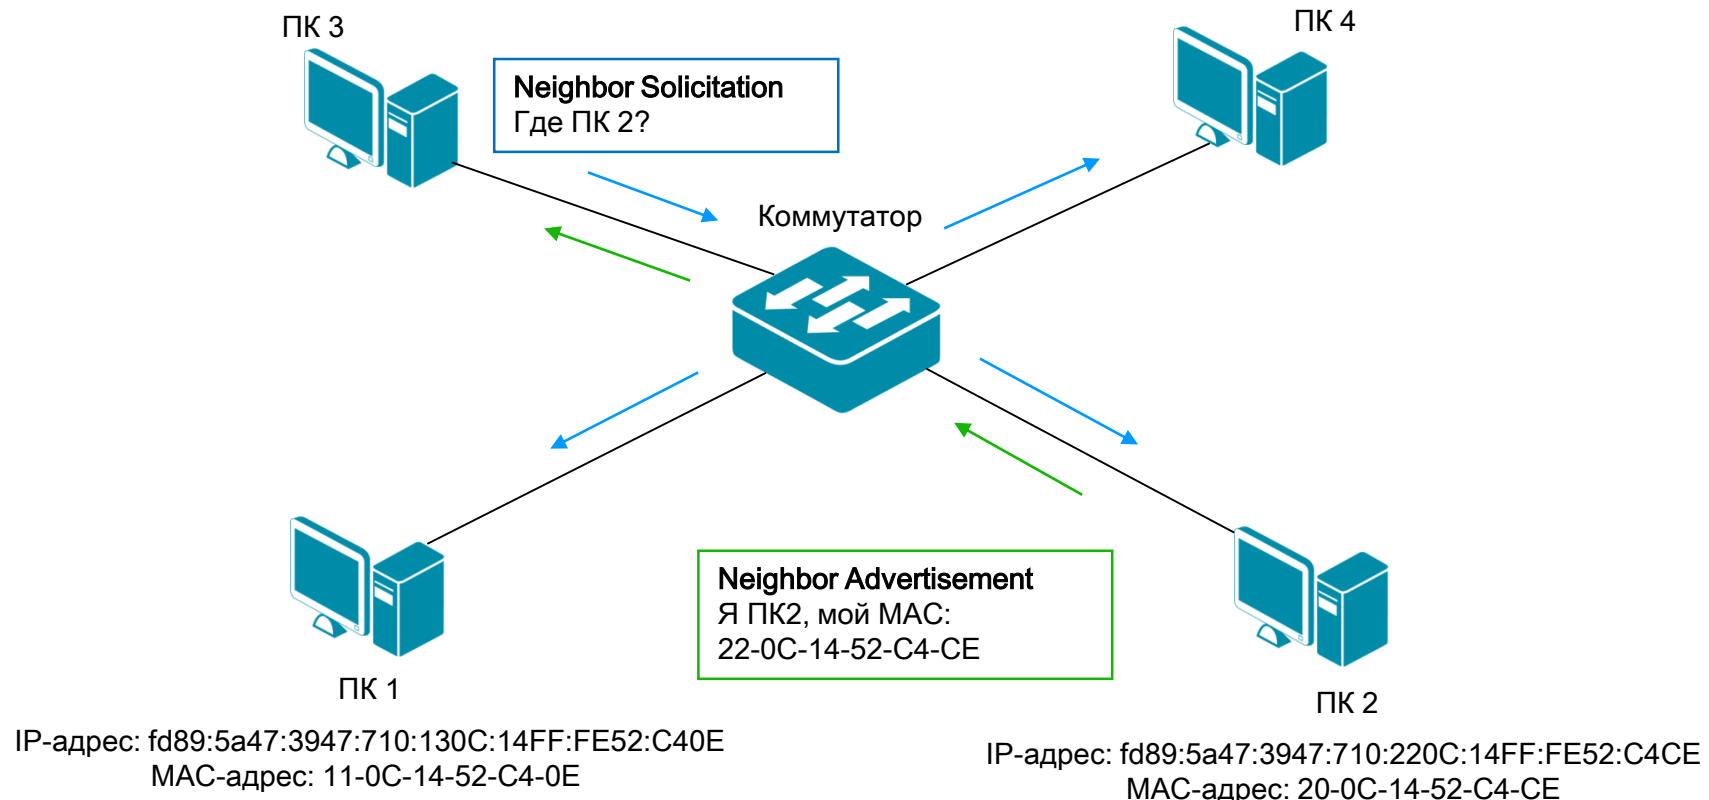 ПК 3
ПК 4
Neighbor Solicitation
Где ПК 2?
Коммутатор
Neighbor Advertisement
Я ПК2, мой MAC:
22-0C-14-52-C4-CE
ПК 1
IP-адрес: fd89:5a47:3947:710:130C:14FF:FE52:C40E
MAC-адрес: 11-0C-14-52-C4-0E
ПК 2
IP-адрес: fd89:5a47:3947:710:220C:14FF:FE52:C4CE
MAC-адрес: 20-0C-14-52-C4-CE